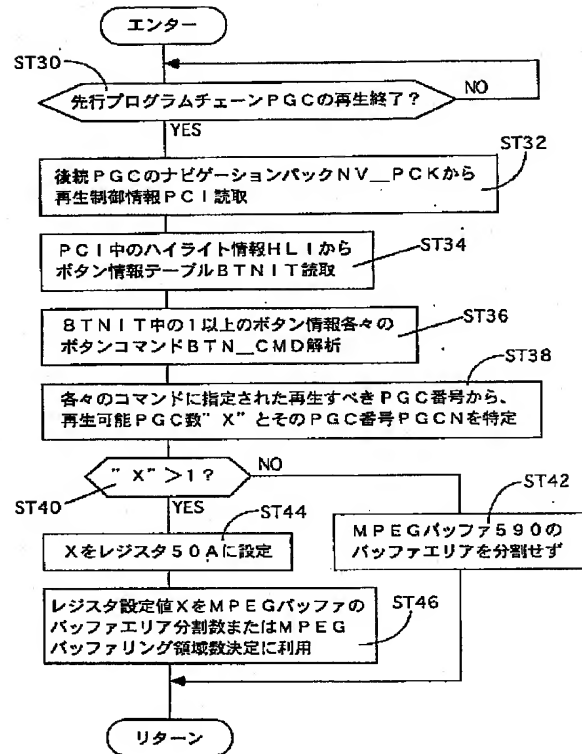 エンター
ST30
先行プログラムチェーンPGCの再生終了?
NO
YES
ST32
後続PGCのナビゲーションパックNV__PCKから
再生制御情報PCI読取
ST34
PCI中のハイライト情報HLIから
ボタン情報テーブルBTNIT読取
ST36
BTNIT中の1以上のボタン情報各々の
ボタンコマンドBTN__CMD解析
ST38
各々のコマンドに指定された再生すべきPGC番号から、
再生可能PGC数"X"とそのPGC番号PGCNを特定
"X">1?
NO
ST40
YES
ST42
ST44
MPEGバッファ590の
バッファエリアを分割せず
Xをレジスタ50Aに設定
レジスタ設定値XをMPEGバッファの
バッファエリア分割数またはMPEG
バッファリング領域数決定に利用
ST46
リターン